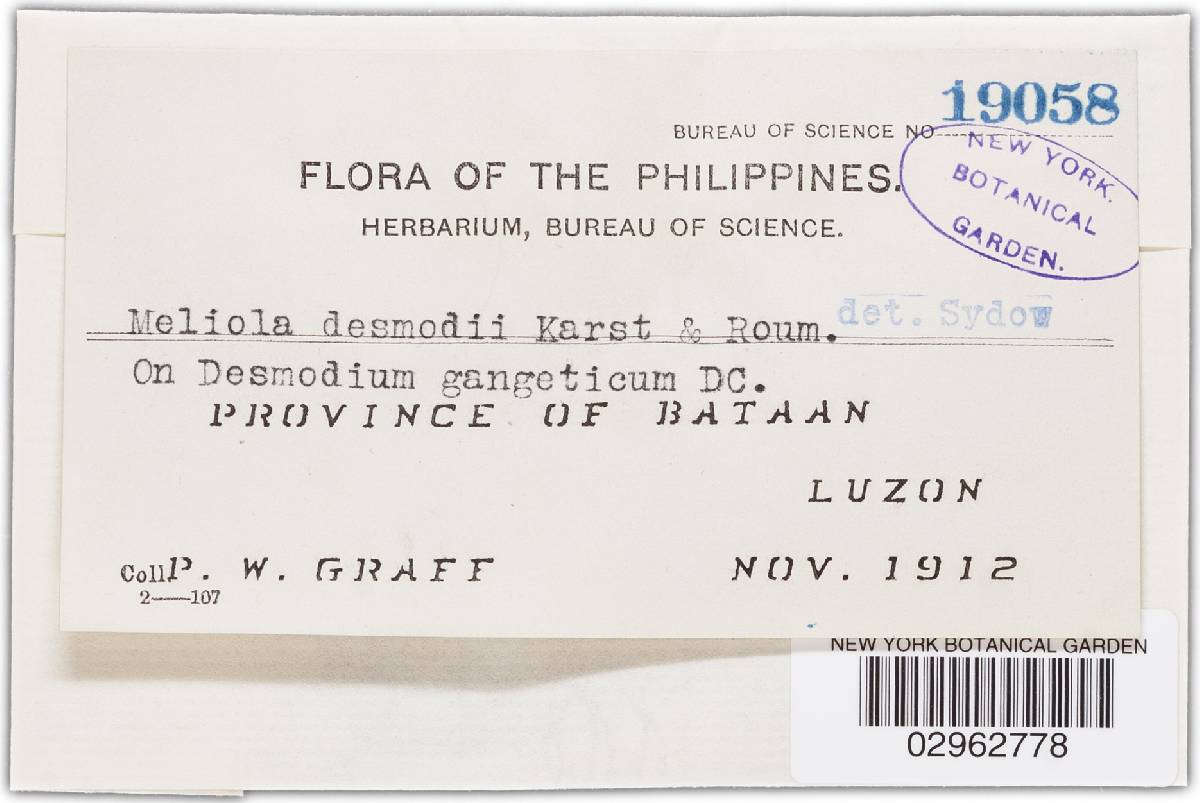 19058
BUREAU OF SCIENCE NO
NEW YORK.
BOTANICAL
GARDEN.
FLORA OF THE PHILIPPINES.
HERBARIUM, BUREAU OF SCIENCE.
Meliola desmodii Karst & Roum. det. Sydow
On Desmodium gangeticum DC.
PROVINCE OF BATAAN
LUZON
Coll. P. W. GRAFF NOV. 1912
2—107
NEW YORK BOTANICAL GARDEN
02962778